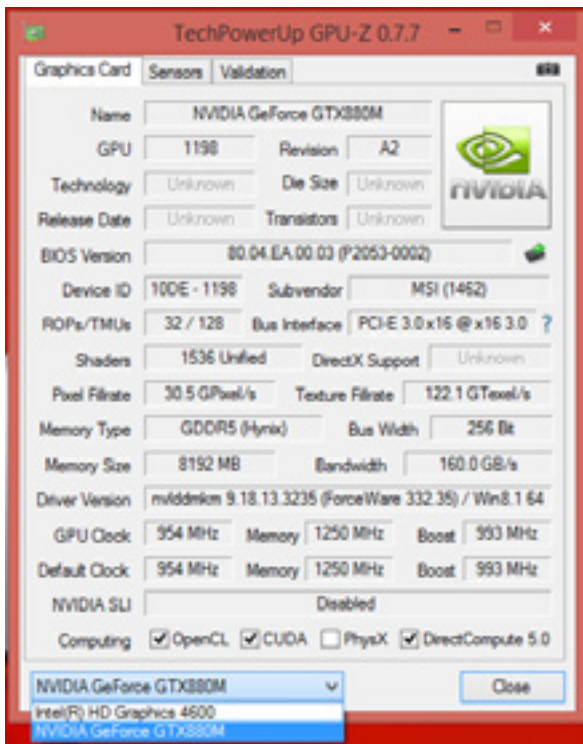 TechPowerUp GPU-Z 0.7.7
Graphics Card Sensors Validation
Name NVIDIA GeForce GTX880M
GPU 1198 Revision A2
Technology Unknown Die Size Unknown
Release Date Unknown Transistors Unknown
NVIDIA
BIOS Version 80.04.EA.00.03 (P2053-0002)
Device ID 10DE - 1198 Subvendor MSI (1462)
ROPs/TMUs 32 / 128 Bus Interface PCI-E 3.0 x16 @ x16 3.0 ?
Shaders 1536 Unified DirectX Support Unknown
Pixel Fillrate 30.5 GPixel/s Texture Fillrate 122.1 GTexel/s
Memory Type GDDR5 (Hynix) Bus Width 256 Bit
Memory Size 8192 MB Bandwidth 160.0 GB/s
Driver Version nvlddmkm 9.18.13.3235 (ForceWare 332.35) / Win8.1 64
GPU Clock 954 MHz Memory 1250 MHz Boost 993 MHz
Default Clock 954 MHz Memory 1250 MHz Boost 993 MHz
NVIDIA SLI Disabled
Computing OpenCL CUDA PhysX DirectCompute 5.0
NVIDIA GeForce GTX880M Close
Intel(R) HD Graphics 4600
NVIDIA GeForce GTX880M